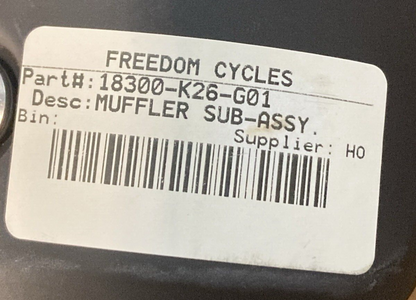 FREEDOM CYCLES
Part#:18300-K26-G01
Desc:MUFFLER SUB-ASSY.
Bin:
Supplier: HO